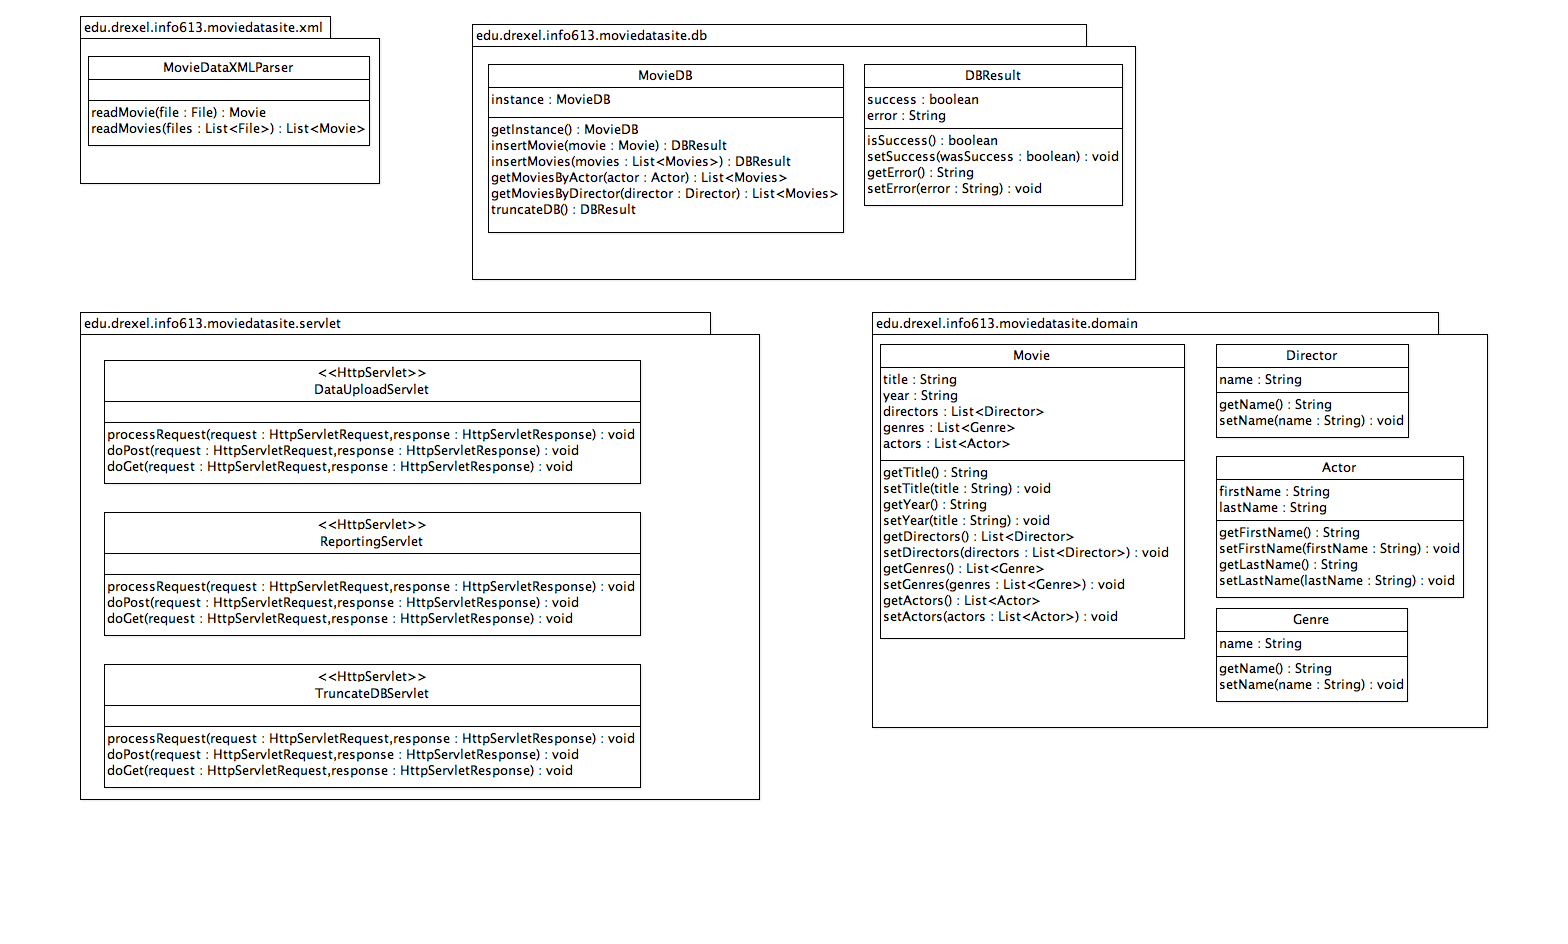 edu.drexel.info613.moviedatasite.xml
MovieDataXMLParser
readMovie(file : File) : Movie
readMovies(files : List<File>) : List<Movie>
edu.drexel.info613.moviedatasite.db
MovieDB
instance : MovieDB
getInstance() : MovieDB
insertMovie(movie : Movie) : DBResult
insertMovies(movies : List<Movies>) : DBResult
getMoviesByActor(actor : Actor) : List<Movies>
getMoviesByDirector(director : Director) : List<Movies>
truncateDB() : DBResult
DBResult
success : boolean
error : String
isSuccess() : boolean
setSuccess(wasSuccess : boolean) : void
getError() : String
setError(error : String) : void
edu.drexel.info613.moviedatasite.servlet
<<HttpServlet>>
DataUploadServlet
processRequest(request : HttpServletRequest,response : HttpServletResponse) : void
doPost(request : HttpServletRequest,response : HttpServletResponse) : void
doGet(request : HttpServletRequest,response : HttpServletResponse) : void
<<HttpServlet>>
ReportingServlet
processRequest(request : HttpServletRequest,response : HttpServletResponse) : void
doPost(request : HttpServletRequest,response : HttpServletResponse) : void
doGet(request : HttpServletRequest,response : HttpServletResponse) : void
<<HttpServlet>>
TruncateDBServlet
processRequest(request : HttpServletRequest,response : HttpServletResponse) : void
doPost(request : HttpServletRequest,response : HttpServletResponse) : void
doGet(request : HttpServletRequest,response : HttpServletResponse) : void
edu.drexel.info613.moviedatasite.domain
Movie
title : String
year : String
directors : List<Director>
genres : List<Genre>
actors : List<Actor>
getTitle() : String
setTitle(title : String) : void
getYear() : String
setYear(title : String) : void
getDirectors() : List<Director>
setDirectors(directors : List<Director>) : void
getGenres() : List<Genre>
setGenres(genres : List<Genre>) : void
getActors() : List<Actor>
setActors(actors : List<Actor>) : void
Director
name : String
getName() : String
setName(name : String) : void
Actor
firstName : String
lastName : String
getFirstName() : String
setFirstName(firstName : String) : void
getLastName() : String
setLastName(lastName : String) : void
Genre
name : String
getName() : String
setName(name : String) : void